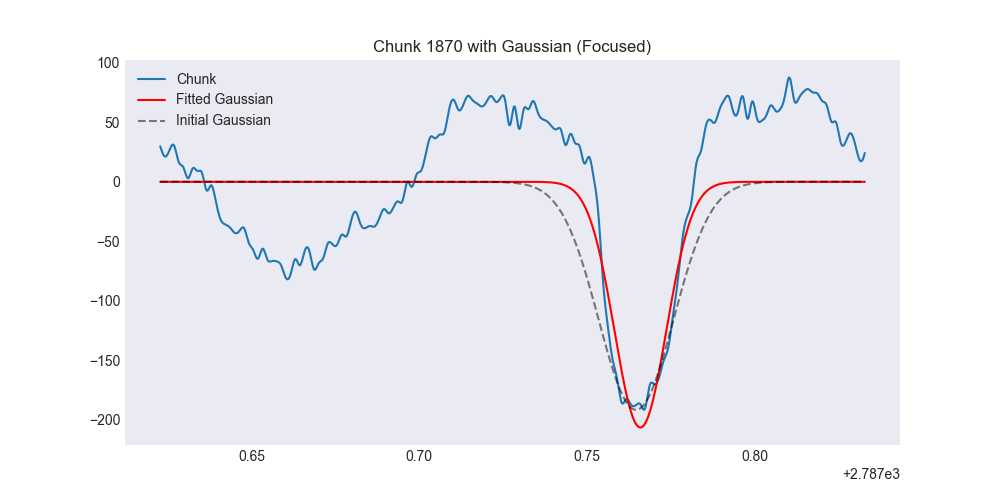 Chunk 1870 with Gaussian (Focused)
Chunk
Fitted Gaussian
Initial Gaussian
100
50
0
−50
−100
−150
−200
0.65 0.70 0.75 0.80
+2.787e3